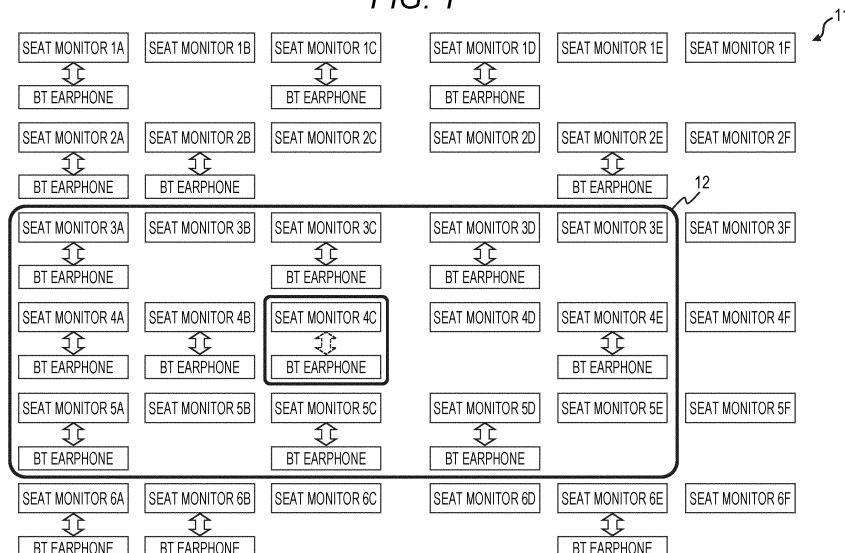 FIG. 1
11
SEAT MONITOR 1A SEAT MONITOR 1B SEAT MONITOR 1C SEAT MONITOR 1D SEAT MONITOR 1E SEAT MONITOR 1F
BT EARPHONE BT EARPHONE BT EARPHONE
SEAT MONITOR 2A SEAT MONITOR 2B SEAT MONITOR 2C SEAT MONITOR 2D SEAT MONITOR 2E SEAT MONITOR 2F
BT EARPHONE BT EARPHONE BT EARPHONE
12
SEAT MONITOR 3A SEAT MONITOR 3B SEAT MONITOR 3C SEAT MONITOR 3D SEAT MONITOR 3E SEAT MONITOR 3F
BT EARPHONE BT EARPHONE BT EARPHONE
SEAT MONITOR 4A SEAT MONITOR 4B SEAT MONITOR 4C SEAT MONITOR 4D SEAT MONITOR 4E SEAT MONITOR 4F
BT EARPHONE BT EARPHONE BT EARPHONE BT EARPHONE
SEAT MONITOR 5A SEAT MONITOR 5B SEAT MONITOR 5C SEAT MONITOR 5D SEAT MONITOR 5E SEAT MONITOR 5F
BT EARPHONE BT EARPHONE BT EARPHONE
SEAT MONITOR 6A SEAT MONITOR 6B SEAT MONITOR 6C SEAT MONITOR 6D SEAT MONITOR 6E SEAT MONITOR 6F
BT EARPHONE BT EARPHONE BT EARPHONE